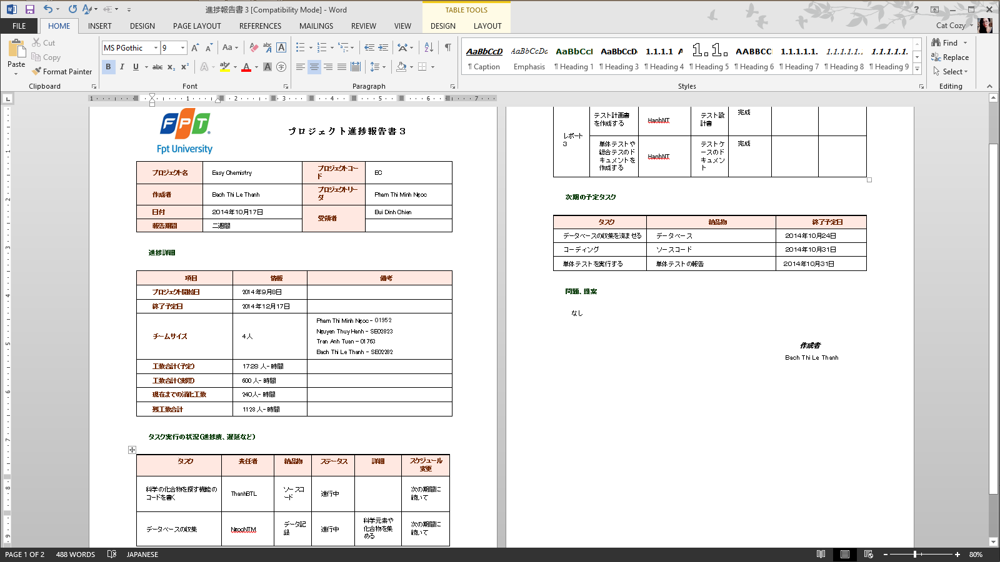 進捗報告書 3 [Compatibility Mode] - Word
TABLE TOOLS
FILE
HOME
INSERT
DESIGN
PAGE LAYOUT
REFERENCES
MAILINGS
REVIEW
VIEW
DESIGN
LAYOUT
Cat Cozy
Paste
Cut
Copy
Format Painter
Clipboard
MS PGothic
9
Font
Paragraph
AaBbCcD
¶ Caption
AaBbCcDc
Emphasis
AaBbCcI
¶ Heading 1
AaBbCcDc
¶ Heading 3
1.1.1 A
¶ Heading 4
1.1.
¶ Heading 5
AABBCC
¶ Heading 6
1.1.1.1.
¶ Heading 7
1.1.1.1..
¶ Heading 8
1.1.1.1.
¶ Heading 9
Styles
Find
Replace
Select
Editing
FPT
Fpt University
プロジェクト進捗報告書３
プロジェクト名
Easy Chemistry
プロジェクトコード
EC
作成者
Bach Thi Le Thanh
プロジェクトリーダ
Pham Thi Minh Ngoc
日付
2014年10月17日
受領者
Bui Dinh Chien
報告期間
二週間
進捗詳細
項目
情報
備考
プロジェクト開始日
2014年9月8日
終了予定日
2014年12月17日
チームサイズ
4人
Pham Thi Minh Ngoc – 01952
Nguyen Thuy Hanh – SE02823
Tran Anh Tuan – 01763
Bach Thi Le Thanh – SE02282
工数合計(予定)
1728 人-時間
工数合計(実際)
600 人-時間
現在までの消化工数
240人-時間
残工数合計
1128 人-時間
タスク実行の状況(進捗度、遅延など)
タスク
責任者
納品物
ステータス
詳細
スケジュール
変更
科学の化合物を探す機能の
コードを書く
ThanhBTL
ソースコ
ード
進行中
次の期間に
続いて
データベースの収集
NgocNTM
データ記
録
進行中
科学元素や
化合物を集
める
次の期間に
続いて
レポート
3
テスト計画書
を作成する
HanhNT
テスト設
計書
完成
単体テストや
総合テスのド
キュメントを
作成する
HanhNT
テストケ
ースのド
キュメン
ト
完成
次期の予定タスク
タスク
納品物
終了予定日
データベースの収集を済ませる
データベース
2014年10月24日
コーディング
ソースコード
2014年10月31日
単体テストを実行する
単体テストの報告
2014年10月31日
問題、提案
なし
作成者
Bach Thi Le Thanh
PAGE 1 OF 2
488 WORDS
JAPANESE
80%